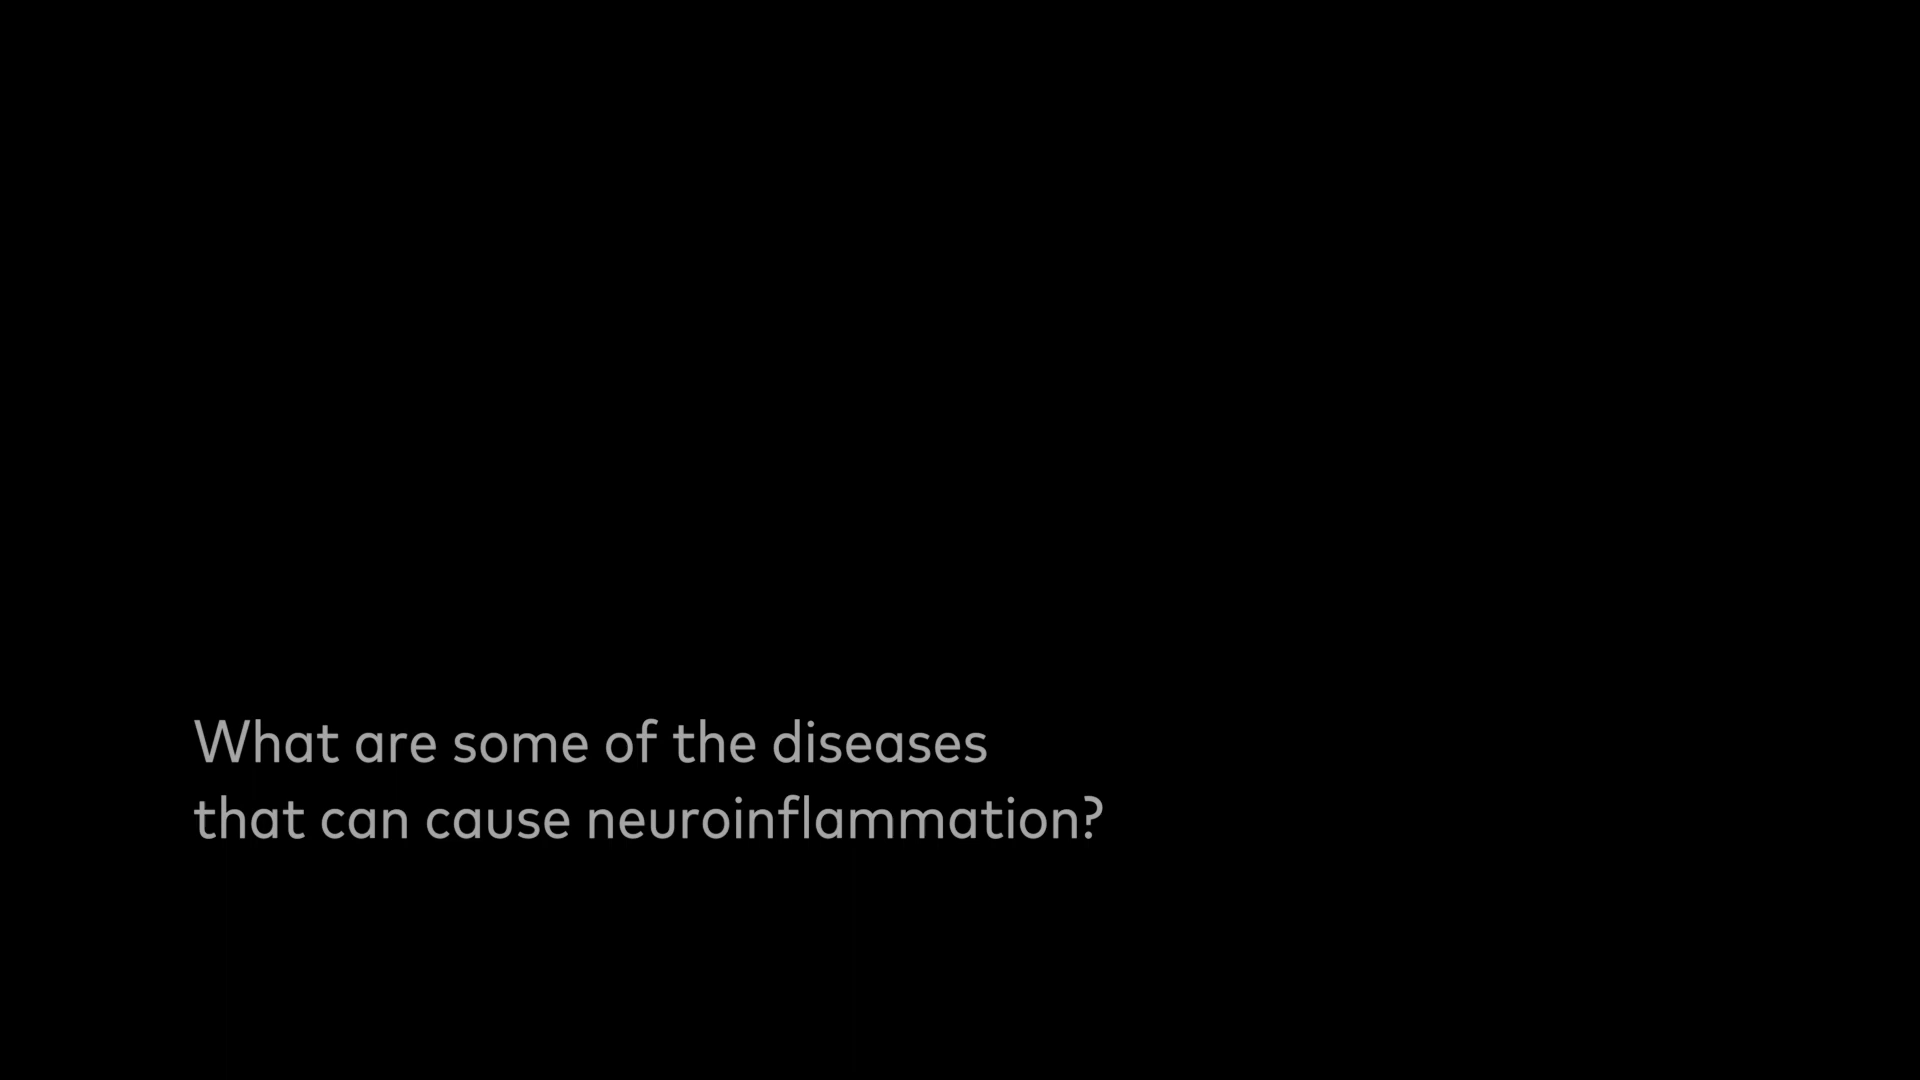 What are some of the diseases
that can cause neuroinflammation?